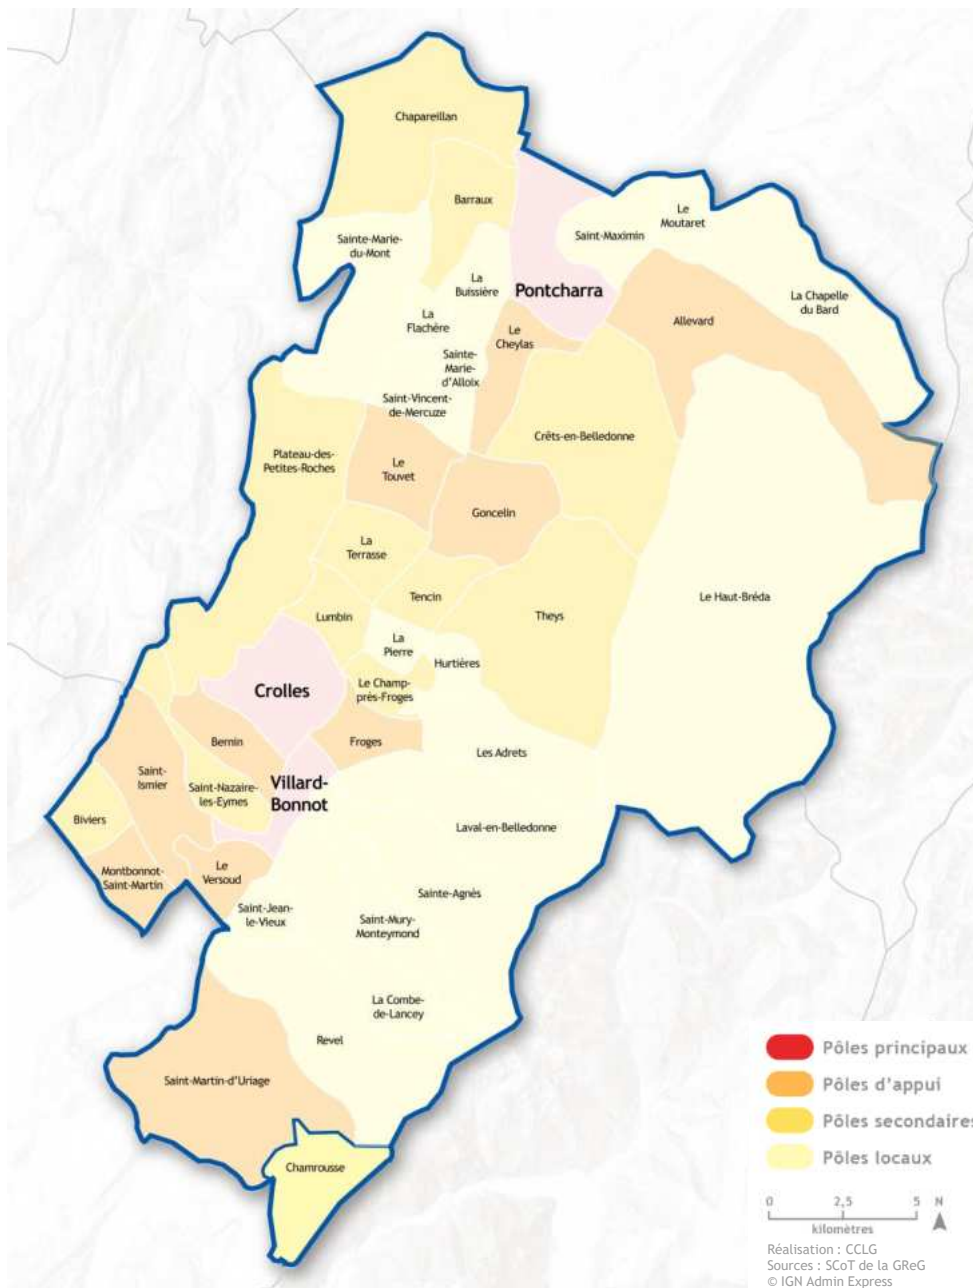 Chapareillan
Barraux
Le
Moutaret
Saint-Maximin
Sainte-Marie-
du-Mont
La
Buissière
Pontcharra
La Chapelle
du Bard
La
Flachère
Allevard
Le
Cheylas
Sainte-
Marie-
d'Alloix
Saint-Vincent-
de-Mercuze
Crêts-en-Belledonne
Plateau-des-
Petites-Roches
Le
Touvet
Goncelin
La
Terrasse
Tencin
Le Haut-Bréda
Lumbin
Theys
La
Pierre
Hurtières
Crolles
Le Champ-
près-Froges
Bernin
Froges
Les Adrets
Saint-
Ismier
Villard-
Bonnot
Saint-Nazaire-
les-Eymes
Biviers
Laval-en-Belledonne
Montbonnot-
Saint-Martin
Le
Versoud
Sainte-Agnès
Saint-Jean-
le-Vieux
Saint-Mury-
Monteymond
La Combe-
de-Lancey
Revel
Saint-Martin-d'Uriage
Chamrousse
Pôles principaux
Pôles d'appui
Pôles secondaires
Pôles locaux
0 2,5 5 N
kilomètres
Réalisation : CCLG
Sources : SCoT de la GReG
© IGN Admin Express